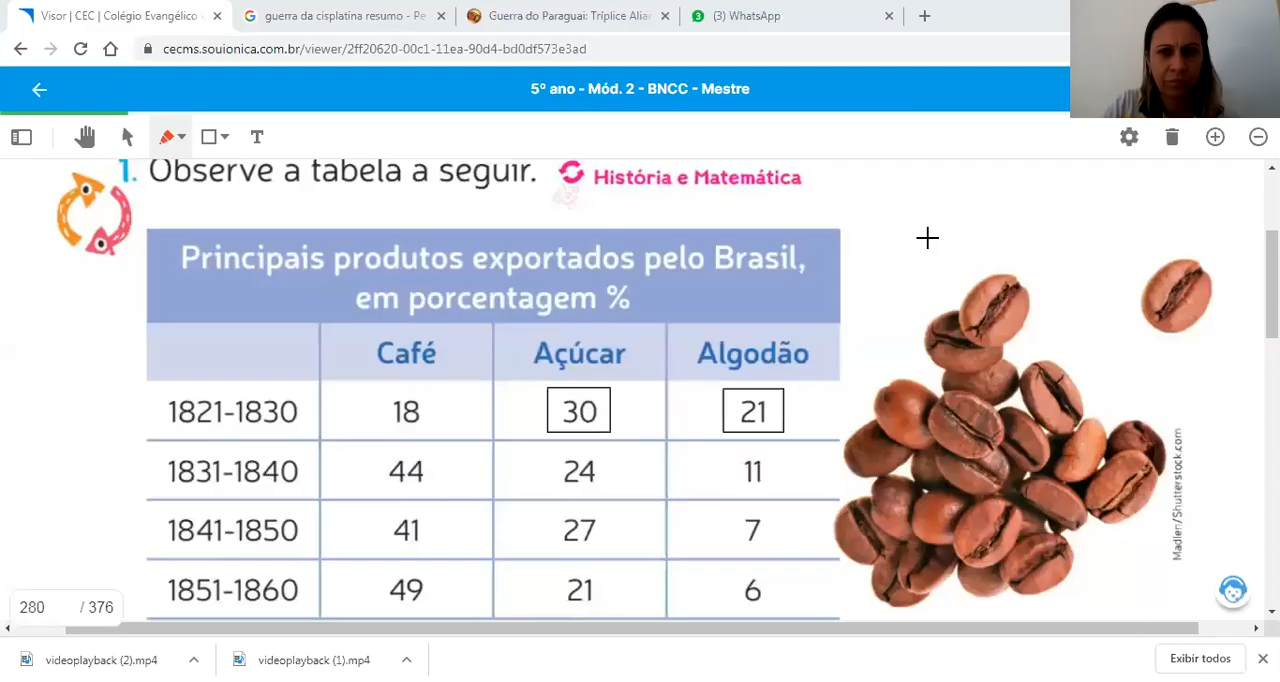 Visor | CEC | Colégio Evangélico
guerra da cisplatina resumo - Pe
Guerra do Paraguai: Tríplice Alian
(3) WhatsApp
cecms.souionica.com.br/viewer/2ff20620-00c1-11ea-90d4-bd0df573e3ad
5º ano - Mód. 2 - BNCC - Mestre
T
1. Observe a tabela a seguir. História e Matemática
Principais produtos exportados pelo Brasil,
em porcentagem %
Café Açúcar Algodão
1821-1830 18 30 21
1831-1840 44 24 11
1841-1850 41 27 7
1851-1860 49 21 6
Madlen/Shutterstock.com
280 / 376
videoplayback (2).mp4
videoplayback (1).mp4
Exibir todos